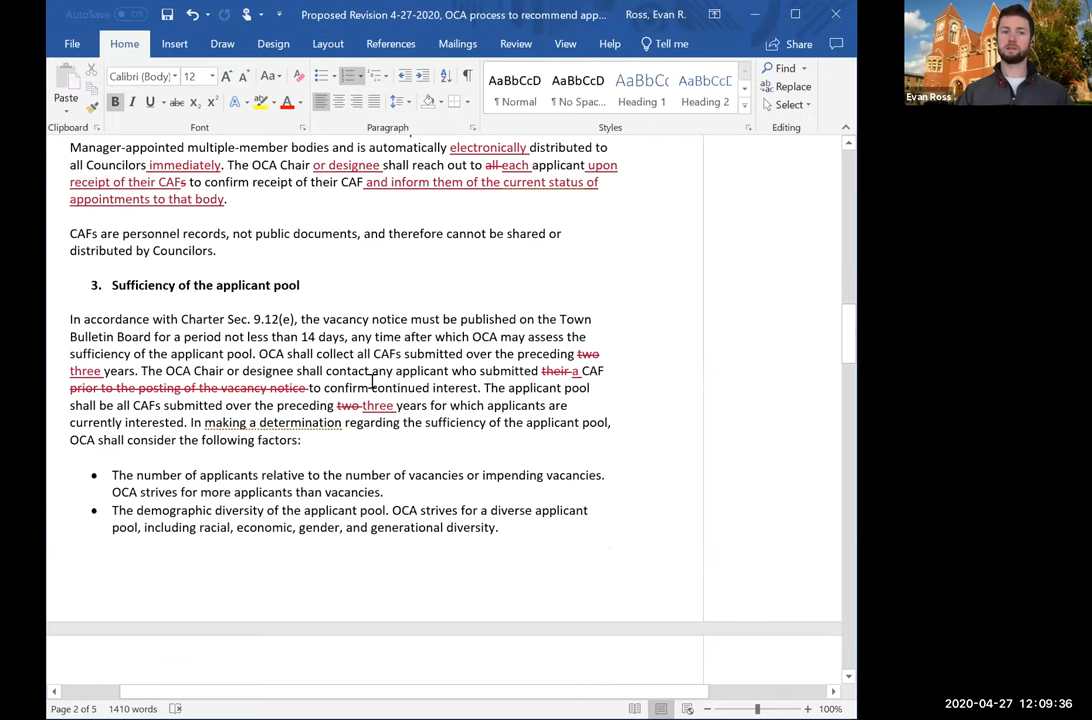 AutoSave Off Proposed Revision 4-27-2020, OCA process to recommend app... Ross, Evan R.
File Home Insert Draw Design Layout References Mailings Review View Help Tell me Share
Paste Calibri (Body) 12 Aa
B I U abc x2 x2 A A
AaBbCcD AaBbCcD AaBbCc AaBbCcD
¶ Normal ¶ No Spac... Heading 1 Heading 2
Find
Replace
Select
Clipboard Font Paragraph Styles Editing
Evan Ross
Manager-appointed multiple-member bodies and is automatically electronically distributed to
all Councilors immediately. The OCA Chair or designee shall reach out to all each applicant upon
receipt of their CAFs to confirm receipt of their CAF and inform them of the current status of
appointments to that body.
CAFs are personnel records, not public documents, and therefore cannot be shared or
distributed by Councilors.
3. Sufficiency of the applicant pool
In accordance with Charter Sec. 9.12(e), the vacancy notice must be published on the Town
Bulletin Board for a period not less than 14 days, any time after which OCA may assess the
sufficiency of the applicant pool. OCA shall collect all CAFs submitted over the preceding two
three years. The OCA Chair or designee shall contact any applicant who submitted their a CAF
prior to the posting of the vacancy notice to confirm continued interest. The applicant pool
shall be all CAFs submitted over the preceding two three years for which applicants are
currently interested. In making a determination regarding the sufficiency of the applicant pool,
OCA shall consider the following factors:
• The number of applicants relative to the number of vacancies or impending vacancies.
OCA strives for more applicants than vacancies.
• The demographic diversity of the applicant pool. OCA strives for a diverse applicant
pool, including racial, economic, gender, and generational diversity.
Page 2 of 5 1410 words 100%
2020-04-27 12:09:36